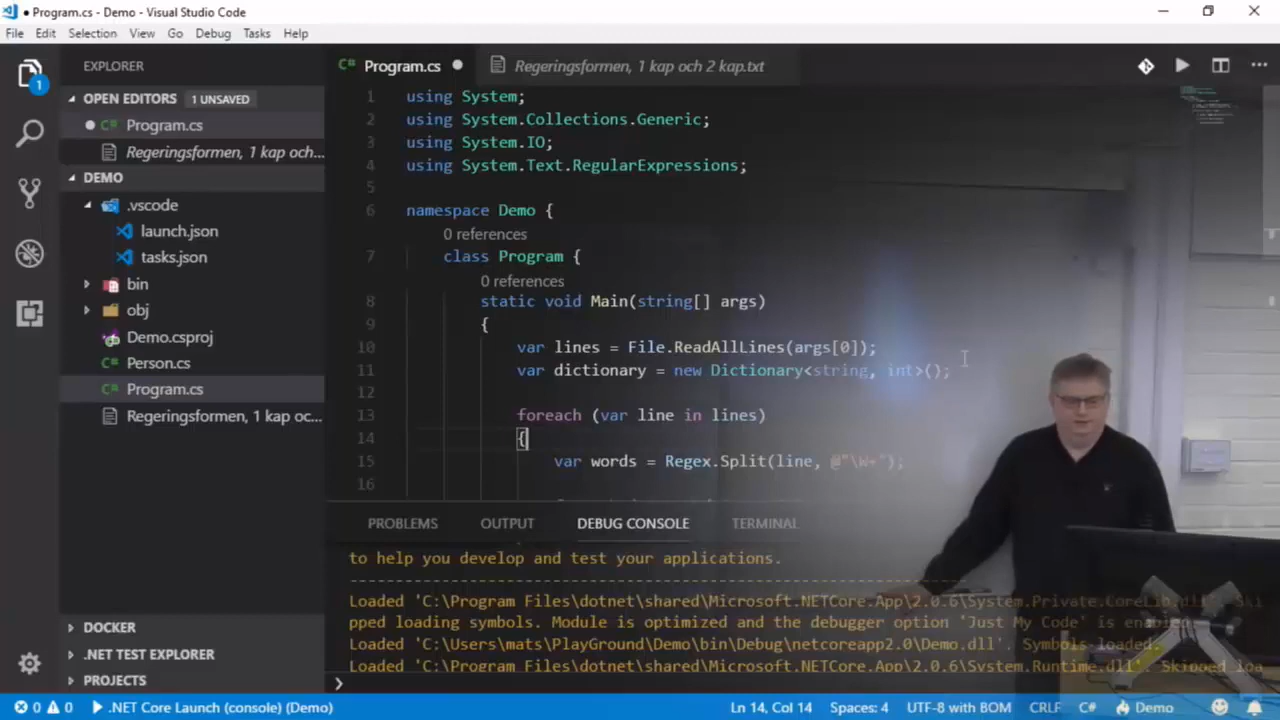 ● Program.cs - Demo - Visual Studio Code
File Edit Selection View Go Debug Tasks Help
EXPLORER
Program.cs ●
Regeringsformen, 1 kap och 2 kap.txt
1
OPEN EDITORS 1 UNSAVED
● Program.cs
Regeringsformen, 1 kap och...
DEMO
.vscode
launch.json
tasks.json
bin
obj
Demo.csproj
Person.cs
Program.cs
Regeringsformen, 1 kap oc...
DOCKER
.NET TEST EXPLORER
PROJECTS
1 using System;
2 using System.Collections.Generic;
3 using System.IO;
4 using System.Text.RegularExpressions;
5
6 namespace Demo {
0 references
7 class Program {
0 references
8 static void Main(string[] args)
9 {
10 var lines = File.ReadAllLines(args[0]);
11 var dictionary = new Dictionary<string, int>();
12
13 foreach (var line in lines)
14 {
15 var words = Regex.Split(line, @"\W+");
16
PROBLEMS OUTPUT DEBUG CONSOLE TERMINAL
to help you develop and test your applications.
-------------------------------------------------------------------
Loaded 'C:\Program Files\dotnet\shared\Microsoft.NETCore.App\2.0.6\System.Private.CoreLib.dll'. Ski
pped loading symbols. Module is optimized and the debugger option 'Just My Code' is enabled.
Loaded 'C:\Users\mats\PlayGround\Demo\bin\Debug\netcoreapp2.0\Demo.dll'. Symbols loaded.
Loaded 'C:\Program Files\dotnet\shared\Microsoft.NETCore.App\2.0.6\System.Runtime.dll'. Skipped loa
0 0 .NET Core Launch (console) (Demo) Ln 14, Col 14 Spaces: 4 UTF-8 with BOM CRLF C# Demo